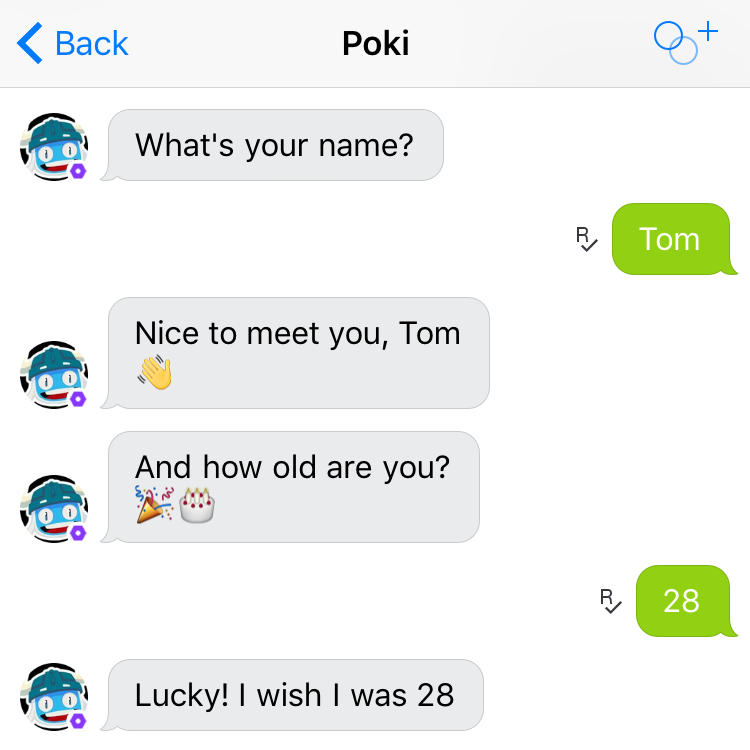 Back
Poki
What's your name?
R
Tom
Nice to meet you, Tom
👋
And how old are you?
🎉🎂
R
28
Lucky! I wish I was 28